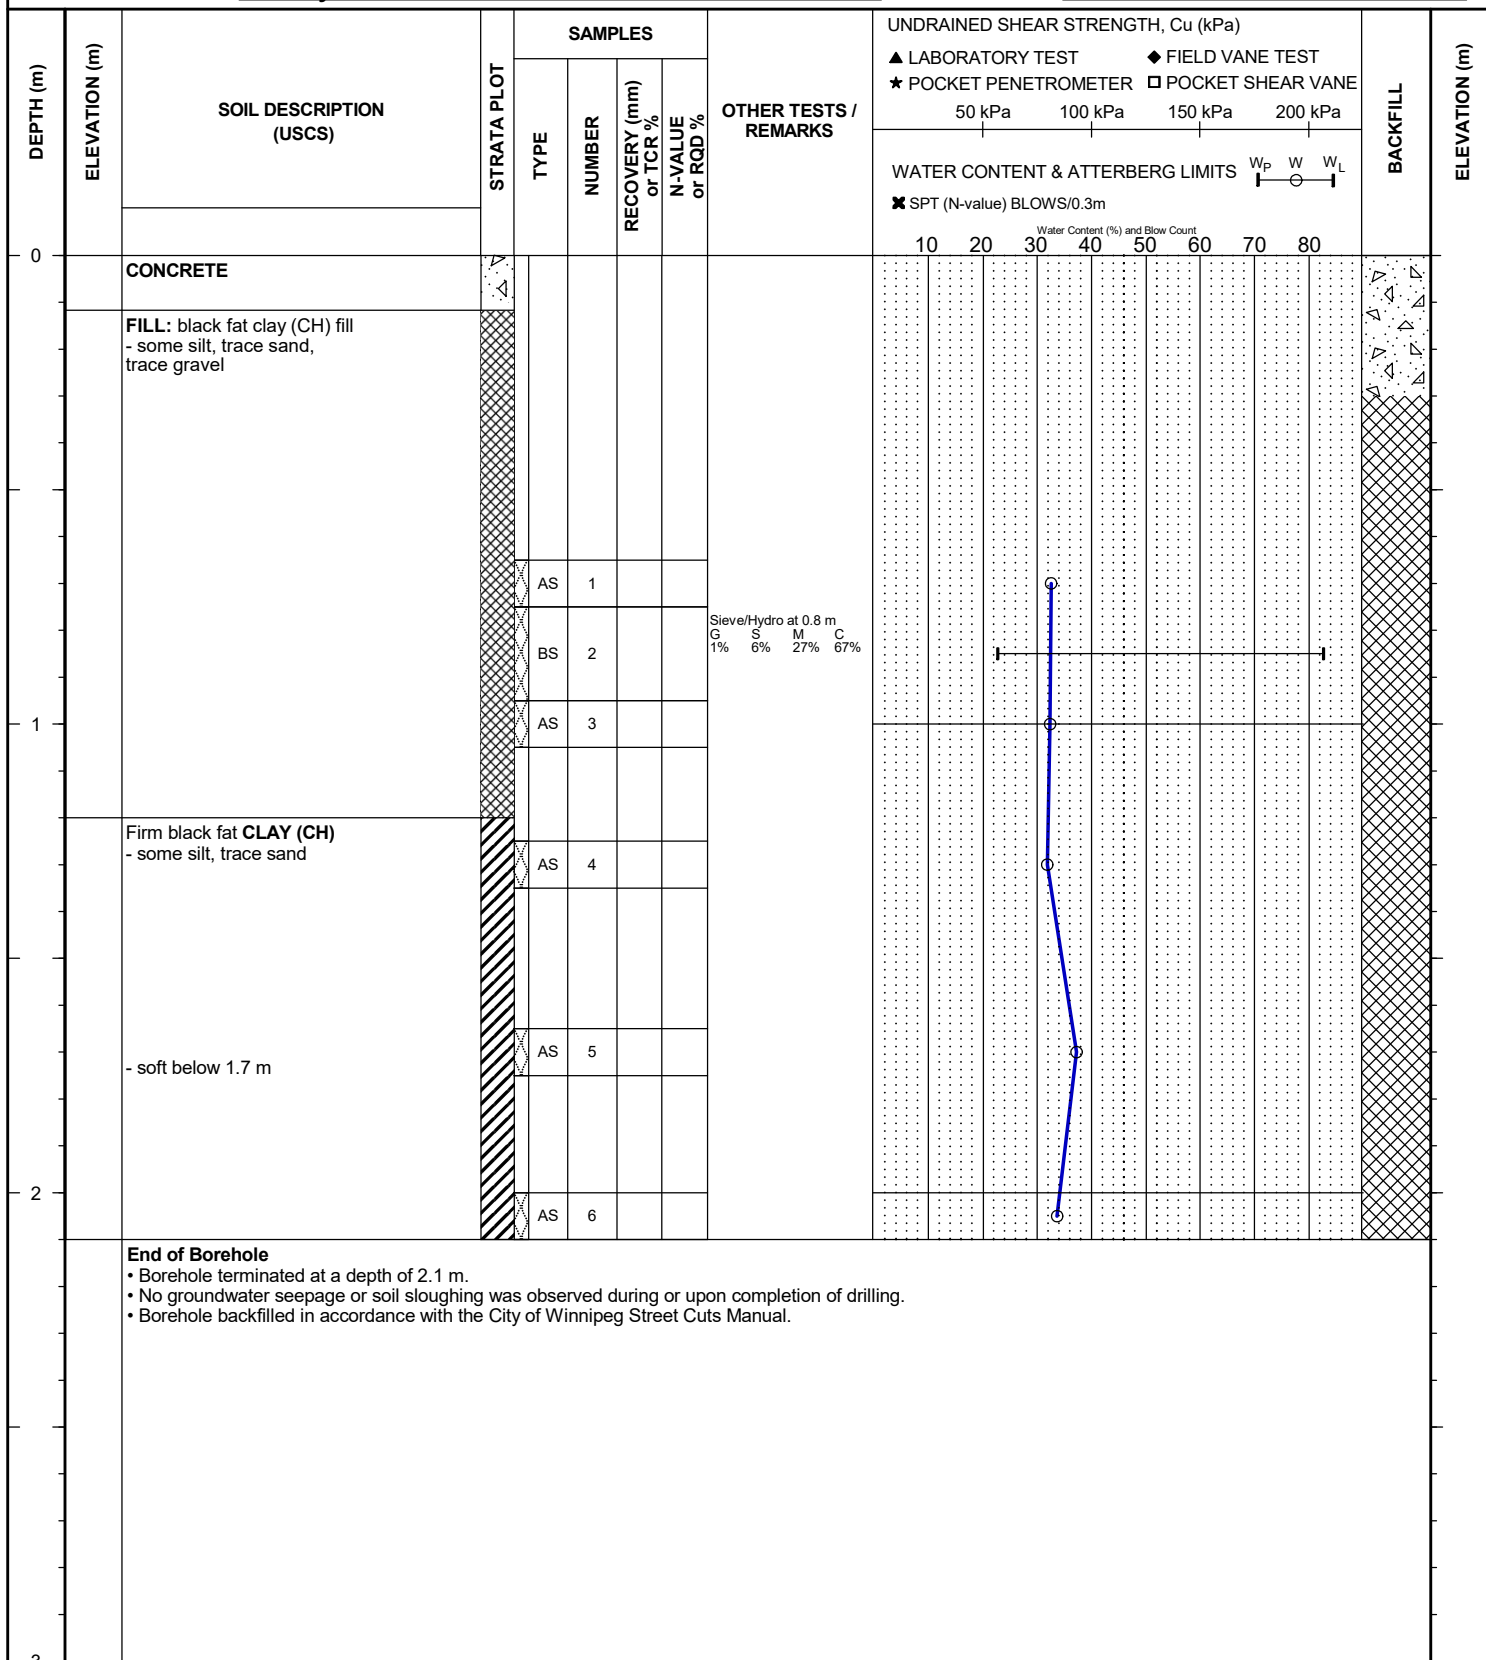 DEPTH (m)
ELEVATION (m)
SOIL DESCRIPTION
(USCS)
STRATA PLOT
SAMPLES
TYPE
NUMBER
RECOVERY (mm)
or TCR %
N-VALUE
or RQD %
OTHER TESTS /
REMARKS
UNDRAINED SHEAR STRENGTH, Cu (kPa)
▲ LABORATORY TEST ◆ FIELD VANE TEST
★ POCKET PENETROMETER □ POCKET SHEAR VANE
50 kPa 100 kPa 150 kPa 200 kPa
WATER CONTENT & ATTERBERG LIMITS WP W WL
✖ SPT (N-value) BLOWS/0.3m
Water Content (%) and Blow Count
10 20 30 40 50 60 70 80
BACKFILL
ELEVATION (m)
0
CONCRETE
FILL: black fat clay (CH) fill
- some silt, trace sand,
trace gravel
AS 1
Sieve/Hydro at 0.8 m
G S M C
1% 6% 27% 67%
BS 2
1
AS 3
Firm black fat CLAY (CH)
- some silt, trace sand
AS 4
AS 5
- soft below 1.7 m
2
AS 6
End of Borehole
• Borehole terminated at a depth of 2.1 m.
• No groundwater seepage or soil sloughing was observed during or upon completion of drilling.
• Borehole backfilled in accordance with the City of Winnipeg Street Cuts Manual.